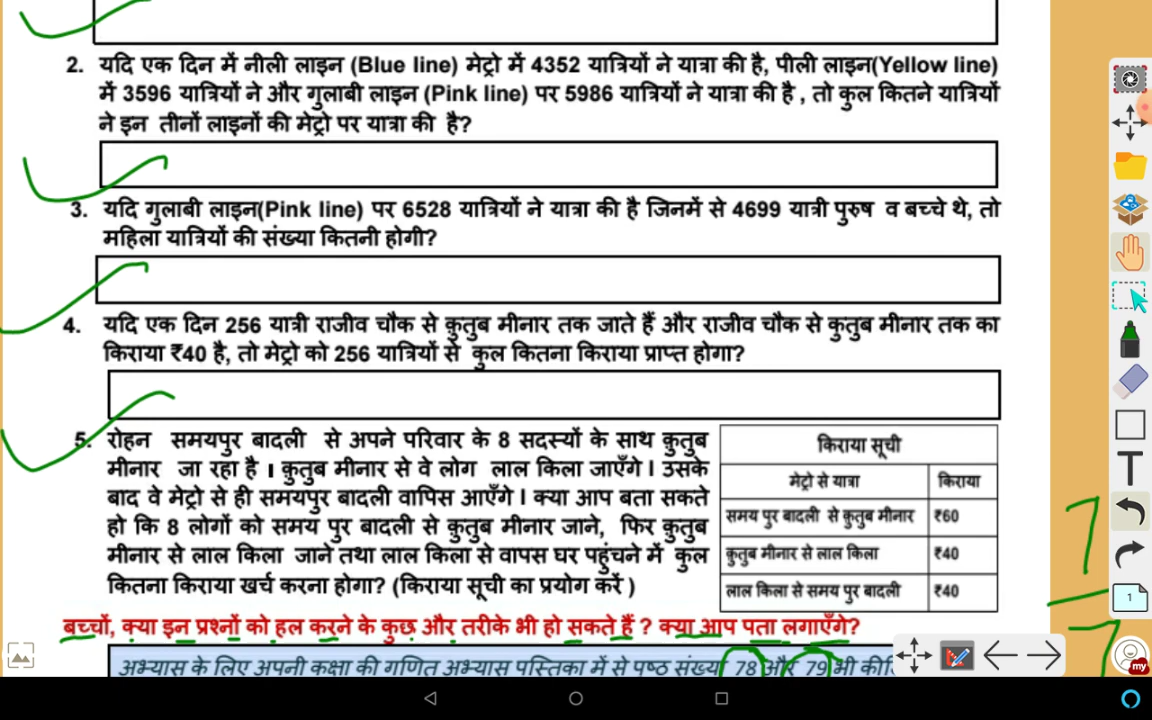 2. यदि एक दिन में नीली लाइन (Blue line) मेट्रो में 4352 यात्रियों ने यात्रा की है, पीली लाइन(Yellow line)
में 3596 यात्रियों ने और गुलाबी लाइन (Pink line) पर 5986 यात्रियों ने यात्रा की है , तो कुल कितने यात्रियों
ने इन तीनों लाइनों की मेट्रो पर यात्रा की है?
3. यदि गुलाबी लाइन(Pink line) पर 6528 यात्रियों ने यात्रा की है जिनमें से 4699 यात्री पुरुष व बच्चे थे, तो
महिला यात्रियों की संख्या कितनी होगी?
4. यदि एक दिन 256 यात्री राजीव चौक से क़ुतुब मीनार तक जाते हैं और राजीव चौक से कुतुब मीनार तक का
किराया ₹40 है, तो मेट्रो को 256 यात्रियों से कुल कितना किराया प्राप्त होगा?
5. रोहन समयपुर बादली से अपने परिवार के 8 सदस्यों के साथ क़ुतुब
मीनार जा रहा है । क़ुतुब मीनार से वे लोग लाल किला जाएँगे । उसके
बाद वे मेट्रो से ही समयपुर बादली वापिस आएँगे । क्या आप बता सकते
हो कि 8 लोगों को समय पुर बादली से क़ुतुब मीनार जाने, फिर क़ुतुब
मीनार से लाल किला जाने तथा लाल किला से वापस घर पहुंचने में कुल
कितना किराया खर्च करना होगा? (किराया सूची का प्रयोग करें )
किराया सूची
मेट्रो से यात्रा किराया
समय पुर बादली से क़ुतुब मीनार ₹60
क़ुतुब मीनार से लाल किला ₹40
लाल किला से समय पुर बादली ₹40
बच्चों, क्या इन प्रश्नों को हल करने के कुछ और तरीके भी हो सकते हैं ? क्या आप पता लगाएँगे?
अभ्यास के लिए अपनी कक्षा की गणित अभ्यास पुस्तिका में से पृष्ठ संख्या 78 और 79 भी
T
1
my